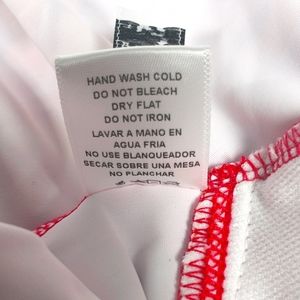 HAND WASH COLD
DO NOT BLEACH
DRY FLAT
DO NOT IRON
LAVAR A MANO EN
AGUA FRIA
NO USE BLANQUEADOR
SECAR SOBRE UNA MESA
NO PLANCHAR